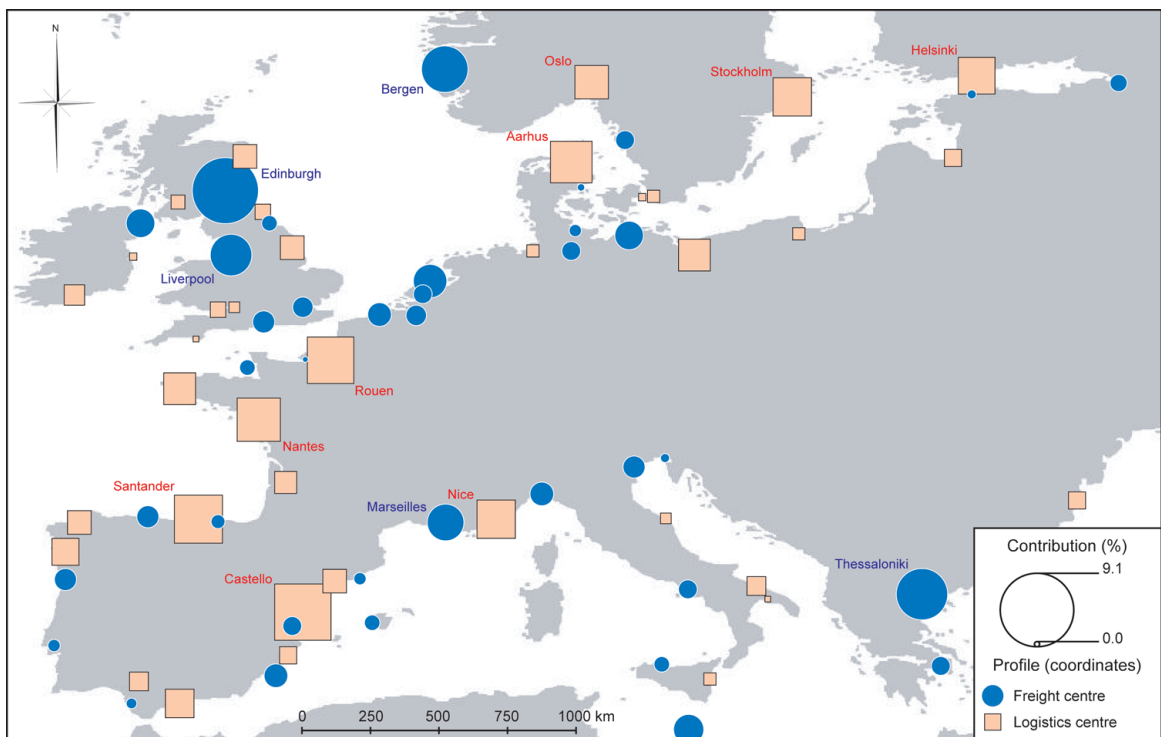 N
Bergen
Oslo
Stockholm
Helsinki
Aarhus
Edinburgh
Liverpool
Rouen
Nantes
Santander
Marseilles
Nice
Castello
Thessaloniki
0 250 500 1000 km
Contribution (%)
9.1
0.0
Profile (coordinates)
Freight centre
Logistics centre